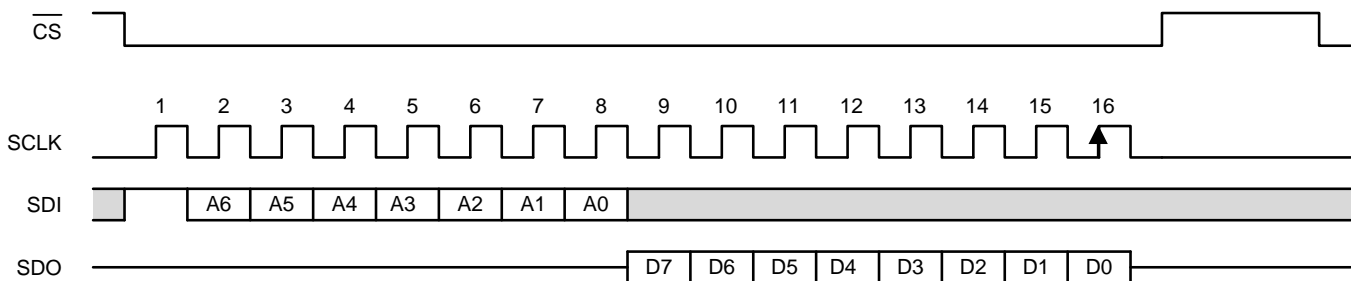 CS
1 2 3 4 5 6 7 8 9 10 11 12 13 14 15 16
SCLK
SDI A6 A5 A4 A3 A2 A1 A0
SDO D7 D6 D5 D4 D3 D2 D1 D0